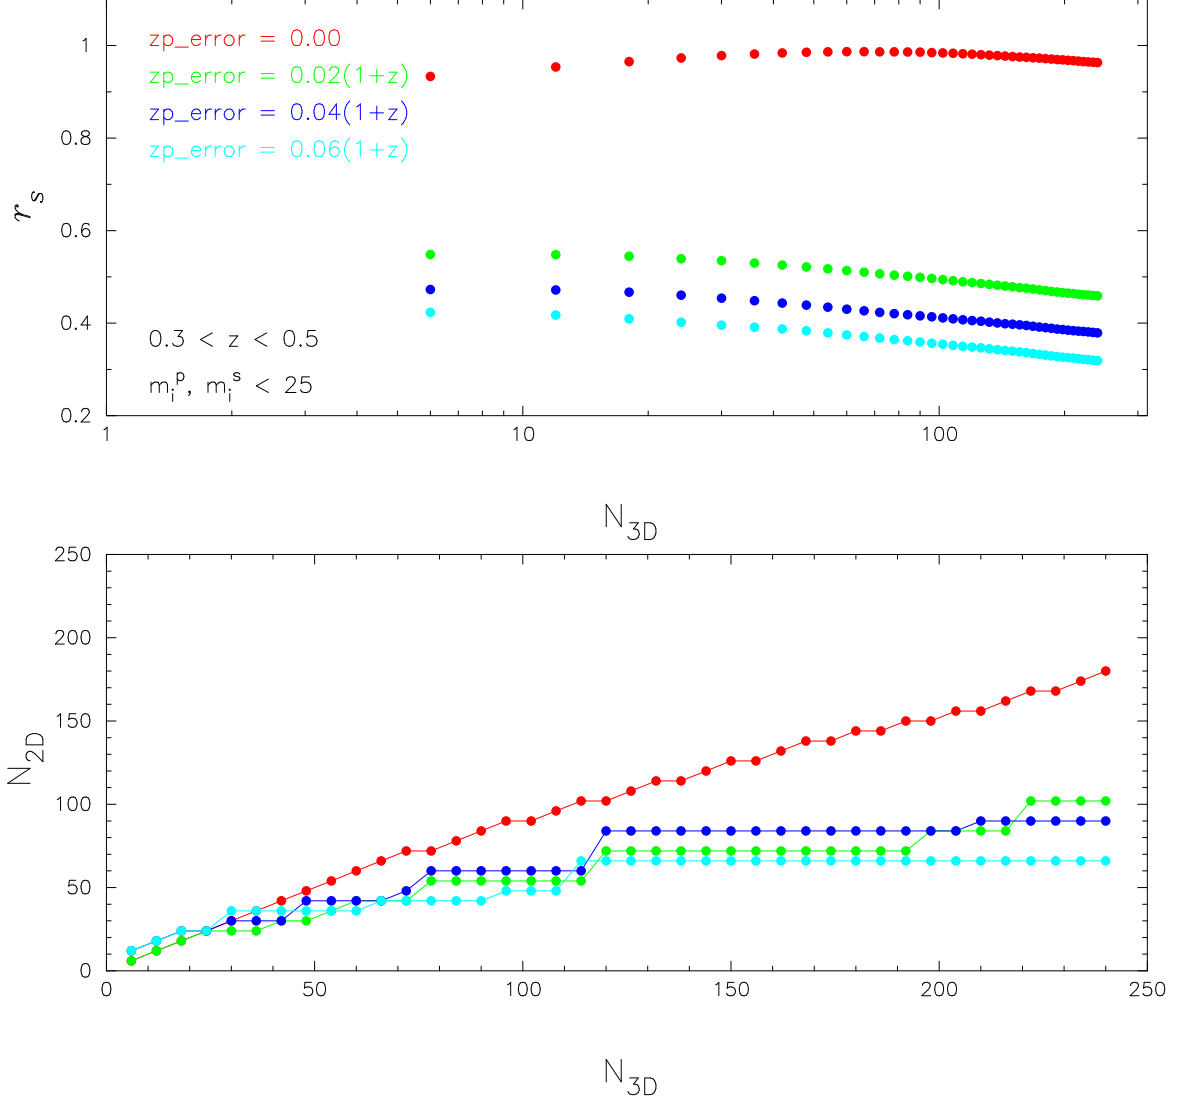 1
zp_error = 0.00
zp_error = 0.02(1+z)
zp_error = 0.04(1+z)
0.8
zp_error = 0.06(1+z)
r_s
0.6
0.4
0.3 < z < 0.5
m_i^p, m_i^s < 25
0.2
1 10 100
N_3D
250
200
150
N_2D
100
50
0
0 50 100 150 200 250
N_3D